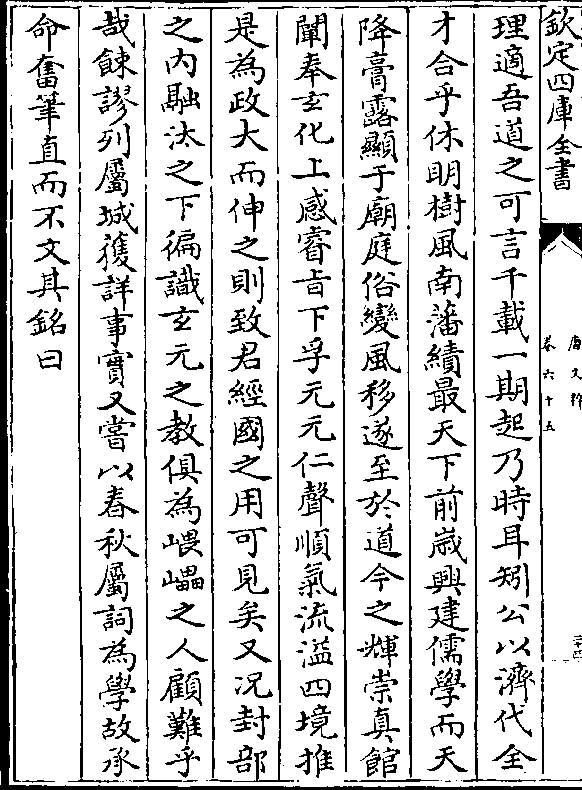 欽定四庫全書
唐文粹
卷六十五
理適吾道之可言千載一期起乃時耳矧公以濟代全
才合乎休明樹風南藩績最天下前歲興建儒學而天
降膏露顯于廟庭俗變風移遂至於道今之輝崇真館
闡奉玄化上感睿旨下孚元元仁聲順氣流溢四境推
是為政大而伸之則致君經國之用可見矣又况封部
之内融汰之下徧識玄元之教俱為嵔嵓之人顧難乎
哉餗謬列屬城獲詳事實又嘗以春秋屬詞為學故承
命奮筆直而不文其銘曰